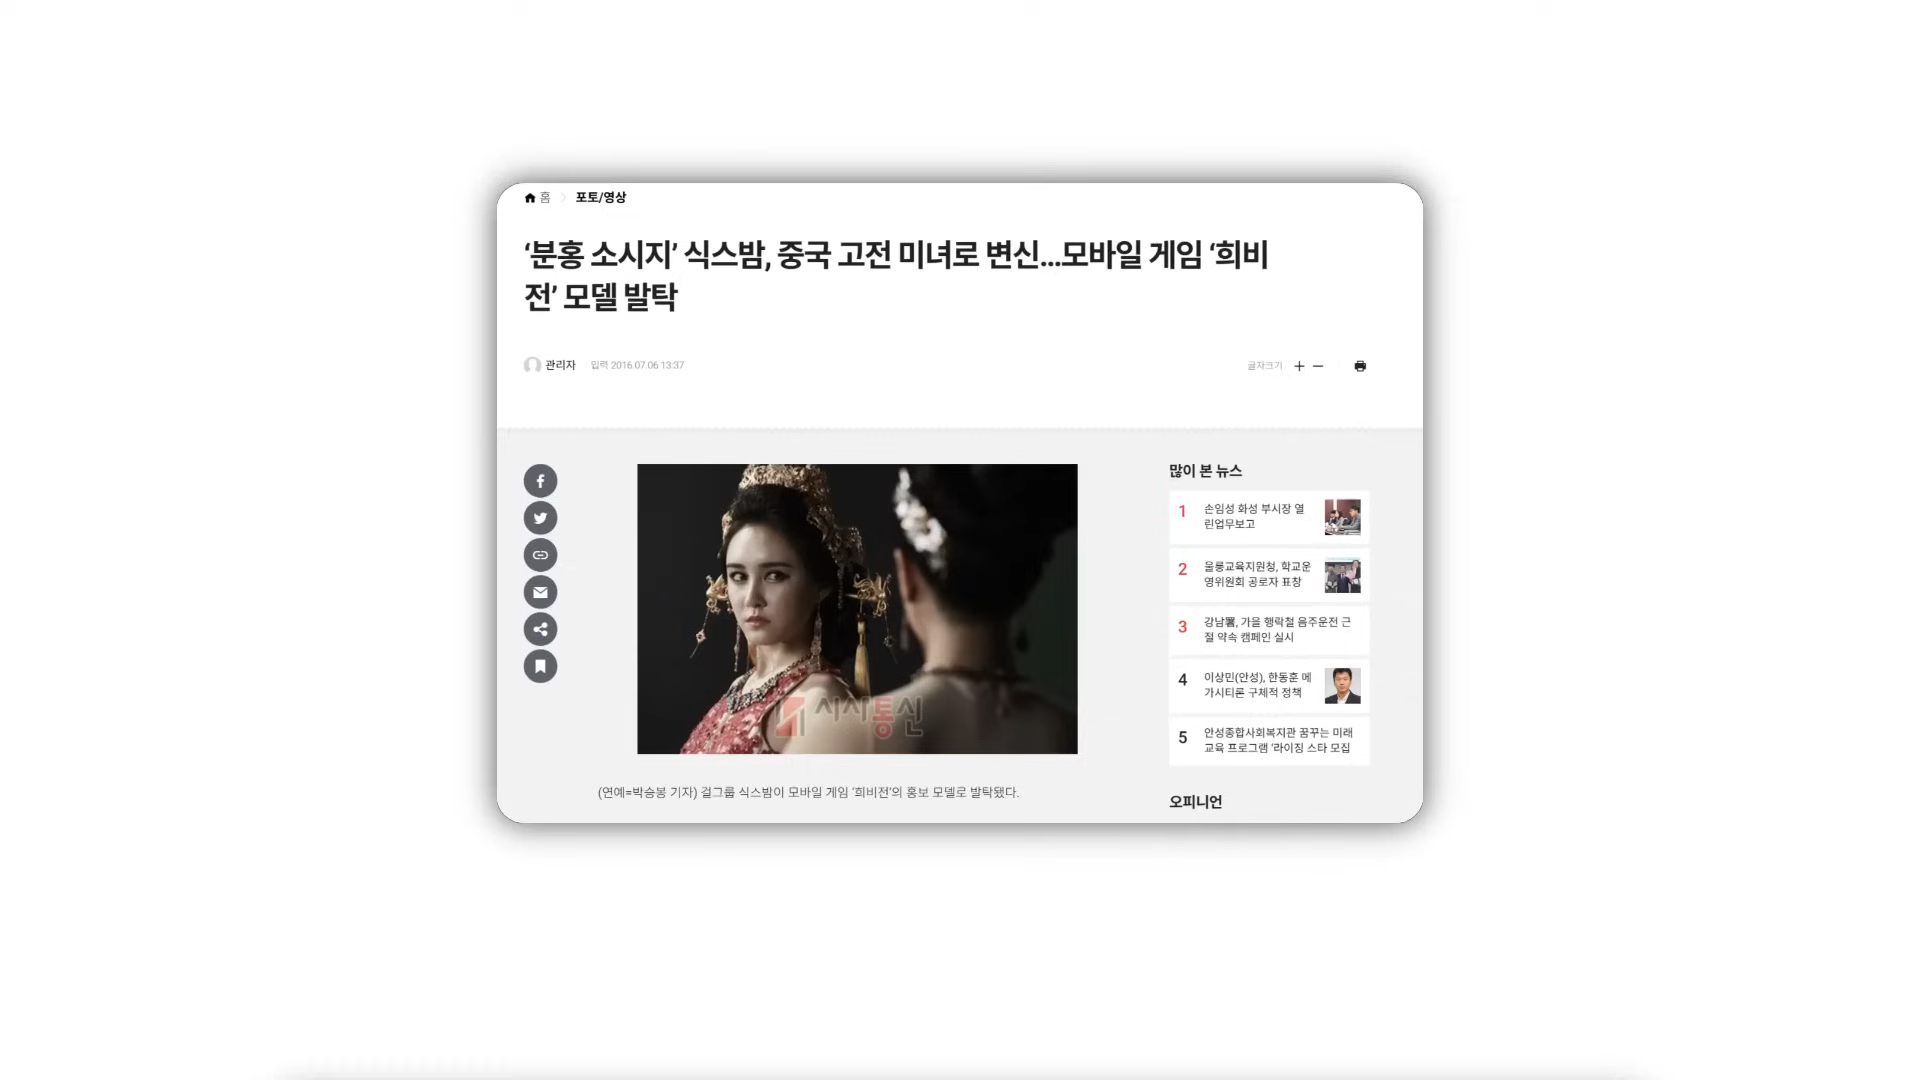 홈 포토/영상
‘분홍 소시지’ 식스밤, 중국 고전 미녀로 변신...모바일 게임 ‘희비
전’ 모델 발탁
관리자 입력 2016.07.06 13:37
글자크기
시사통신
(연예=박승봉 기자) 걸그룹 식스밤이 모바일 게임 ‘희비전’의 홍보 모델로 발탁됐다.
많이 본 뉴스
1 손임성 화성 부시장 열
린업무보고
2 울릉교육지원청, 학교운
영위원회 공로자 표창
3 강남署, 가을 행락철 음주운전 근
절 약속 캠페인 실시
4 이상민(안성), 한동훈 메
가시티론 구체적 정책
5 안성종합사회복지관 꿈꾸는 미래
교육 프로그램 ‘라이징 스타 모집
오피니언